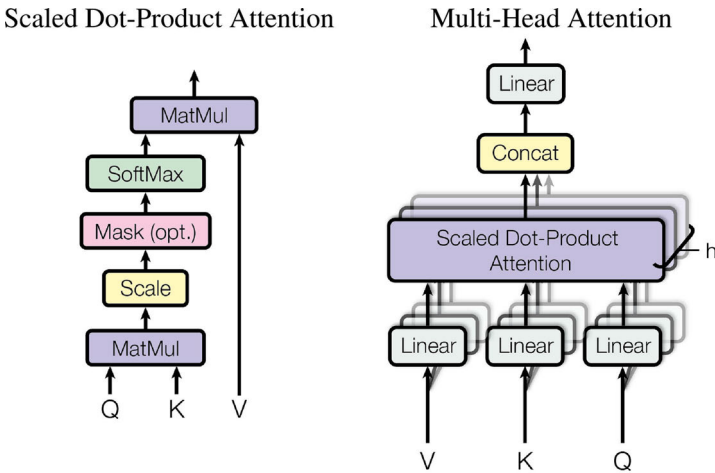 Scaled Dot-Product Attention
MatMul
SoftMax
Mask (opt.)
Scale
MatMul
Q K V
Multi-Head Attention
Linear
Concat
Scaled Dot-Product
Attention
h
Linear Linear Linear
V K Q